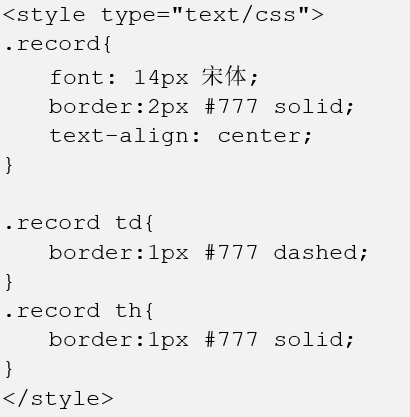 <style type="text/css">
.record{
   font: 14px 宋体;
   border:2px #777 solid;
   text-align: center;
}

.record td{
   border:1px #777 dashed;
}
.record th{
   border:1px #777 solid;
}
</style>